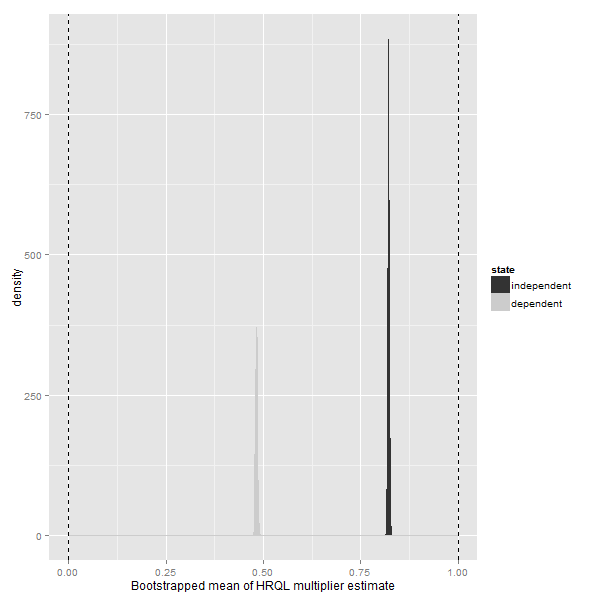 750
500
250
0
density
0.00 0.25 0.50 0.75 1.00
Bootstrapped mean of HRQL multiplier estimate
state
independent
dependent